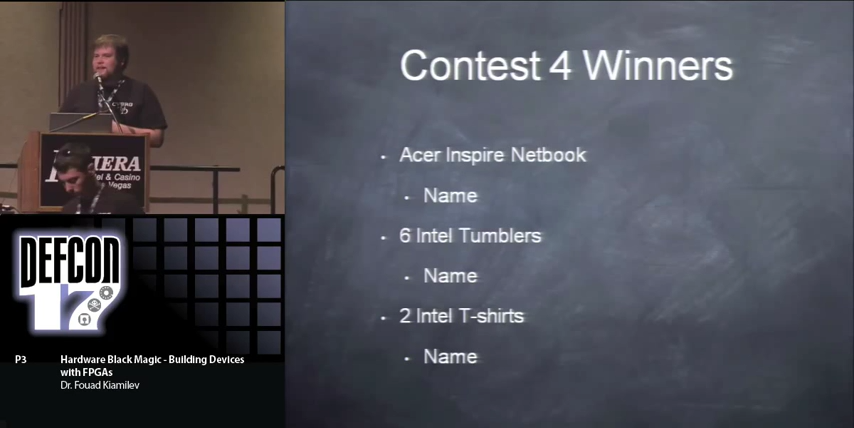 Contest 4 Winners
· Acer Inspire Netbook
· Name
· 6 Intel Tumblers
· Name
· 2 Intel T-shirts
· Name
el & Casino
Vegas
DEFCON
17
P3 Hardware Black Magic - Building Devices
with FPGAs
Dr. Fouad Kiamilev